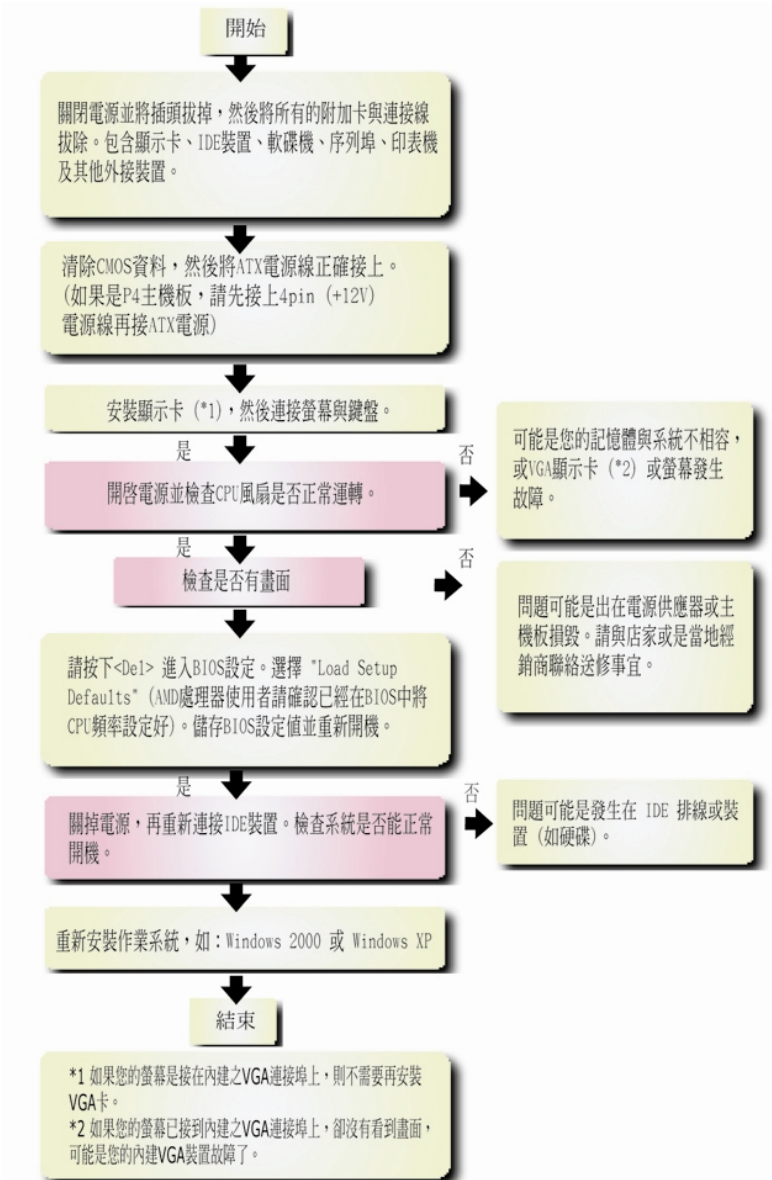 開始
關閉電源並將插頭拔掉，然後將所有的附加卡與連接線
拔除。包含顯示卡、IDE裝置、軟碟機、序列埠、印表機
及其他外接裝置。
清除CMOS資料，然後將ATX電源線正確接上。
(如果是P4主機板，請先接上4pin (+12V)
電源線再接ATX電源)
安裝顯示卡 (*1)，然後連接螢幕與鍵盤。
是
否
開啓電源並檢查CPU風扇是否正常運轉。
可能是您的記憶體與系統不相容，
或VGA顯示卡 (*2) 或螢幕發生
故障。
是
否
檢查是否有畫面
問題可能是出在電源供應器或主
機板損毀。請與店家或是當地經
銷商聯絡送修事宜。
請按下<Del> 進入BIOS設定。選擇 "Load Setup
Defaults" (AMD處理器使用者請確認已經在BIOS中將
CPU頻率設定好)。儲存BIOS設定值並重新開機。
是
否
關掉電源，再重新連接IDE裝置。檢查系統是否能正常
開機。
問題可能是發生在 IDE 排線或裝
置 (如硬碟)。
重新安裝作業系統，如：Windows 2000 或 Windows XP
結束
*1 如果您的螢幕是接在內建之VGA連接埠上，則不需要再安裝
VGA卡。
*2 如果您的螢幕已接到內建之VGA連接埠上，卻沒有看到畫面，
可能是您的內建VGA裝置故障了。